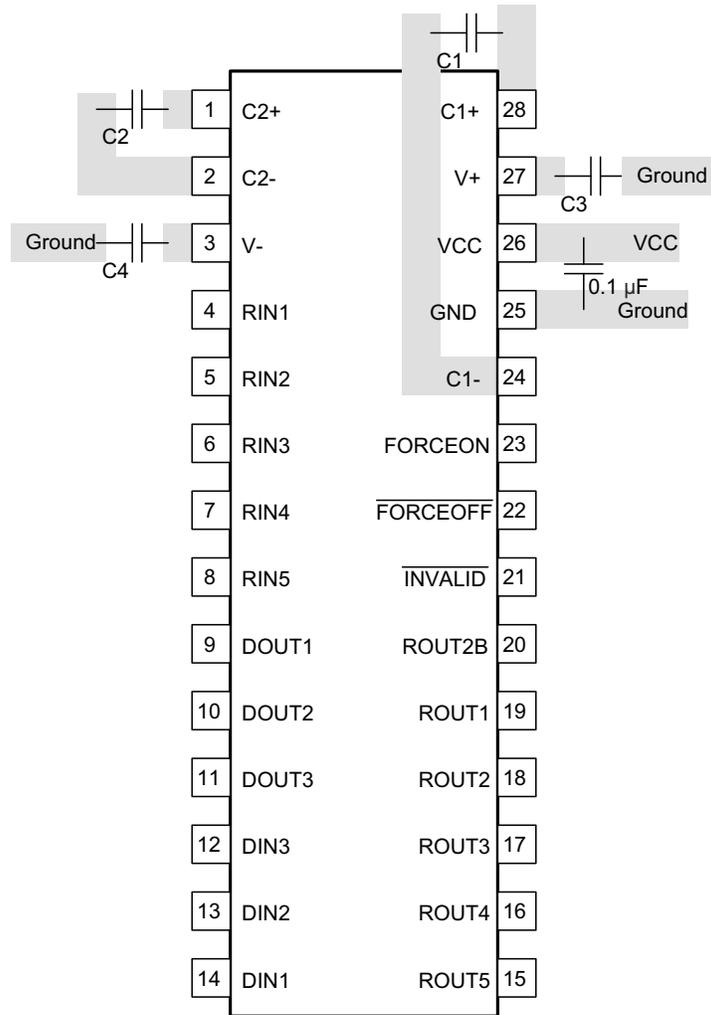 C1
1 C2+ C1+ 28
C2
2 C2- V+ 27 Ground
C3
Ground 3 V- VCC 26 VCC
C4
0.1 µF
4 RIN1 GND 25 Ground
5 RIN2 C1- 24
6 RIN3 FORCEON 23
7 RIN4 FORCEOFF 22
8 RIN5 INVALID 21
9 DOUT1 ROUT2B 20
10 DOUT2 ROUT1 19
11 DOUT3 ROUT2 18
12 DIN3 ROUT3 17
13 DIN2 ROUT4 16
14 DIN1 ROUT5 15